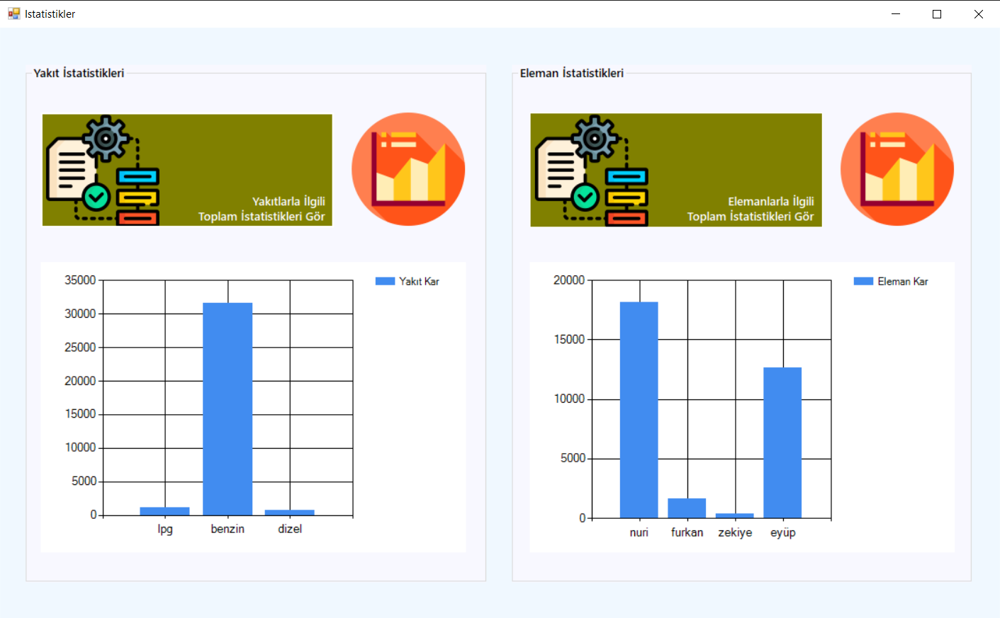 Istatistikler
Yakıt İstatistikleri
Yakıtlarla İlgili
Toplam İstatistikleri Gör
35000
30000
25000
20000
15000
10000
5000
0
lpg
benzin
dizel
Yakıt Kar
Eleman İstatistikleri
Elemanlarla İlgili
Toplam İstatistikleri Gör
20000
15000
10000
5000
0
nuri
furkan
zekiye
eyüp
Eleman Kar